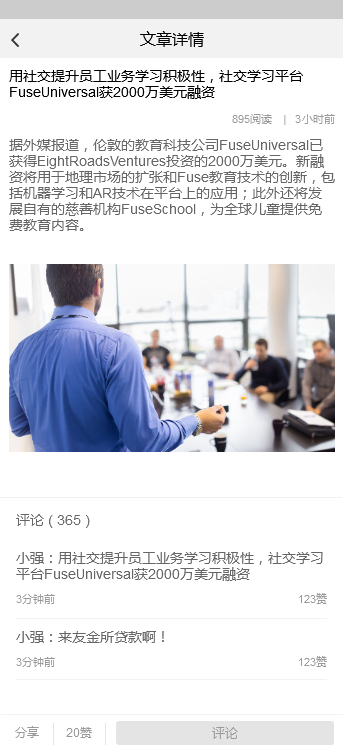 文章详情
用社交提升员工业务学习积极性，社交学习平台
FuseUniversal获2000万美元融资
895阅读 | 3小时前
据外媒报道，伦敦的教育科技公司FuseUniversal已
获得EightRoadsVentures投资的2000万美元。新融
资将用于地理市场的扩张和Fuse教育技术的创新，包
括机器学习和AR技术在平台上的应用；此外还将发
展自有的慈善机构FuseSchool，为全球儿童提供免
费教育内容。
评论（365）
小强：用社交提升员工业务学习积极性，社交学习
平台FuseUniversal获2000万美元融资
3分钟前 123赞
小强：来友金所贷款啊！
3分钟前 123赞
分享 20赞 评论